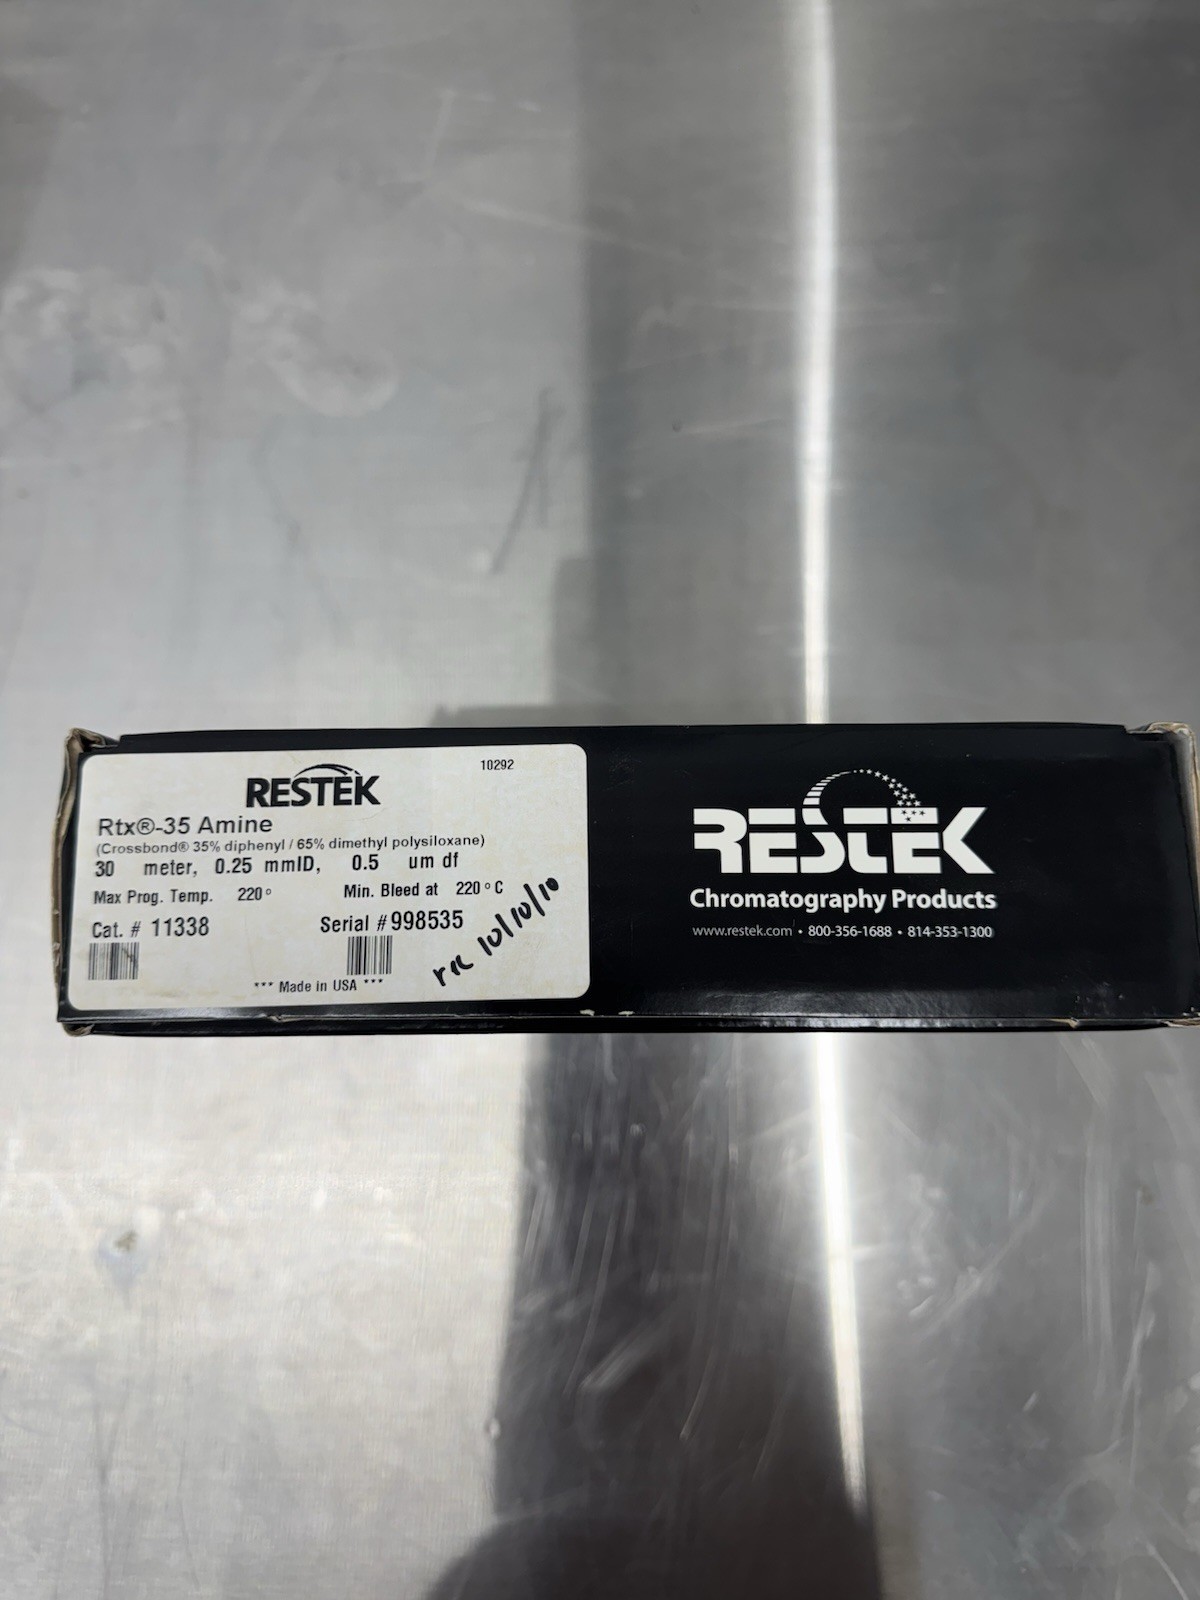 RESTEK
10292
Rtx®-35 Amine
(Crossbond® 35% diphenyl / 65% dimethyl polysiloxane)
30 meter, 0.25 mmID, 0.5 um df
Max Prog. Temp. 220° Min. Bleed at 220°C
Cat. # 11338 Serial # 998535
10/10/10
*** Made in USA ***
RESTEK
Chromatography Products
www.restek.com • 800-356-1688 • 814-353-1300